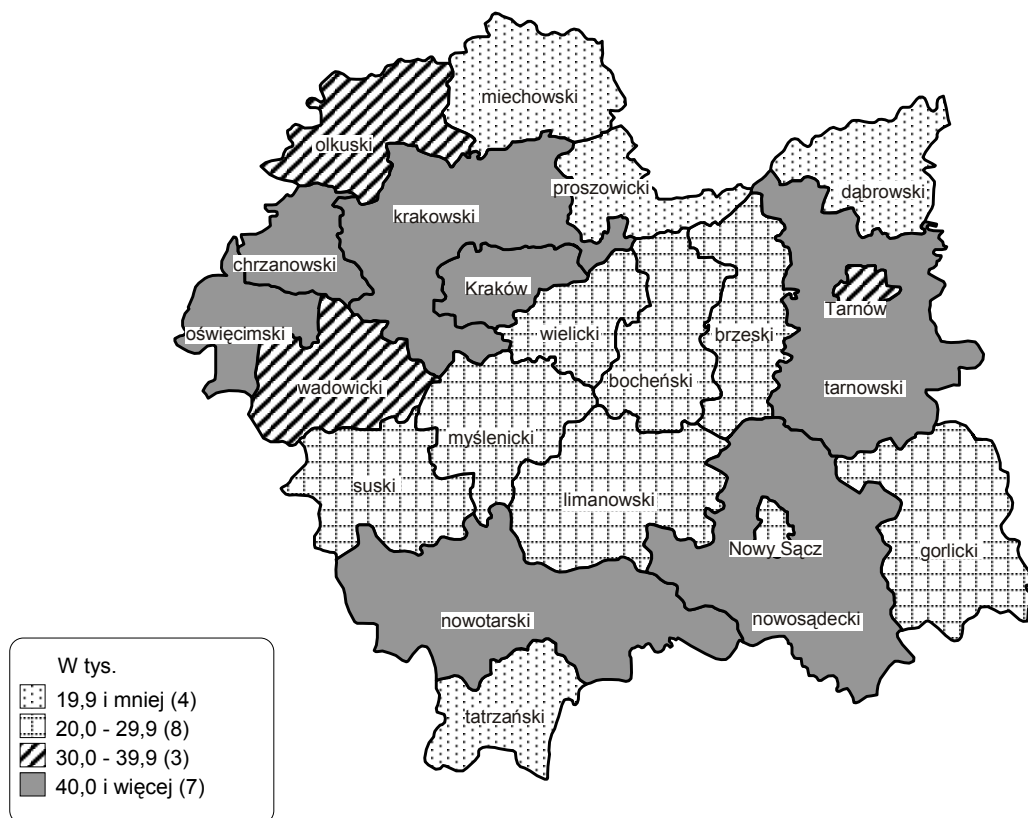 miechowski
olkuski
proszowicki
dąbrowski
krakowski
chrzanowski
Kraków
Tarnów
oświęcimski
wielicki
brzeski
wadowicki
bocheński
tarnowski
myślenicki
suski
limanowski
Nowy Sącz
gorlicki
nowotarski
nowosądecki
tatrzański
W tys.
19,9 i mniej (4)
20,0 - 29,9 (8)
30,0 - 39,9 (3)
40,0 i więcej (7)